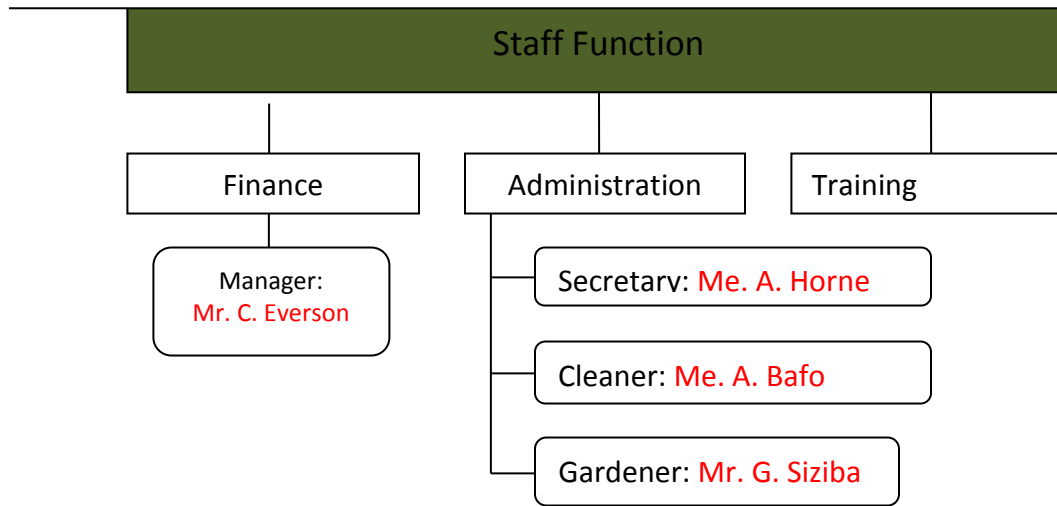 Staff Function
Finance
Administration
Training
Manager:
Mr. C. Everson
Secretary: Me. A. Horne
Cleaner: Me. A. Bafo
Gardener: Mr. G. Siziba